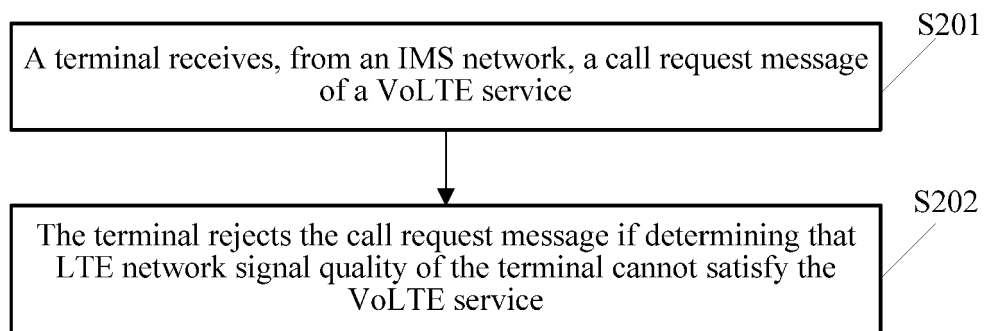 S201
A terminal receives, from an IMS network, a call request message
of a VoLTE service
S202
The terminal rejects the call request message if determining that
LTE network signal quality of the terminal cannot satisfy the
VoLTE service